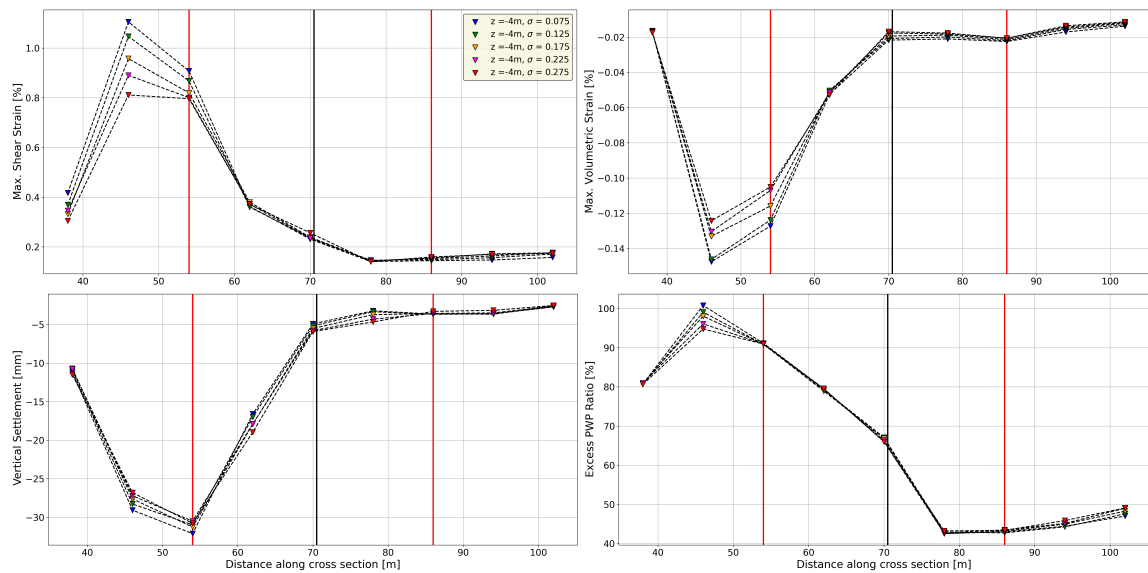 Max. Shear Strain [%]
1.0
0.8
0.6
0.4
0.2
40 50 60 70 80 90 100
z =-4m, σ = 0.075
z =-4m, σ = 0.125
z =-4m, σ = 0.175
z =-4m, σ = 0.225
z =-4m, σ = 0.275
Max. Volumetric Strain [%]
−0.02
−0.04
−0.06
−0.08
−0.10
−0.12
−0.14
40 50 60 70 80 90 100
Vertical Settlement [mm]
−5
−10
−15
−20
−25
−30
40 50 60 70 80 90 100
Distance along cross section [m]
Excess PWP Ratio [%]
100
90
80
70
60
50
40
40 50 60 70 80 90 100
Distance along cross section [m]